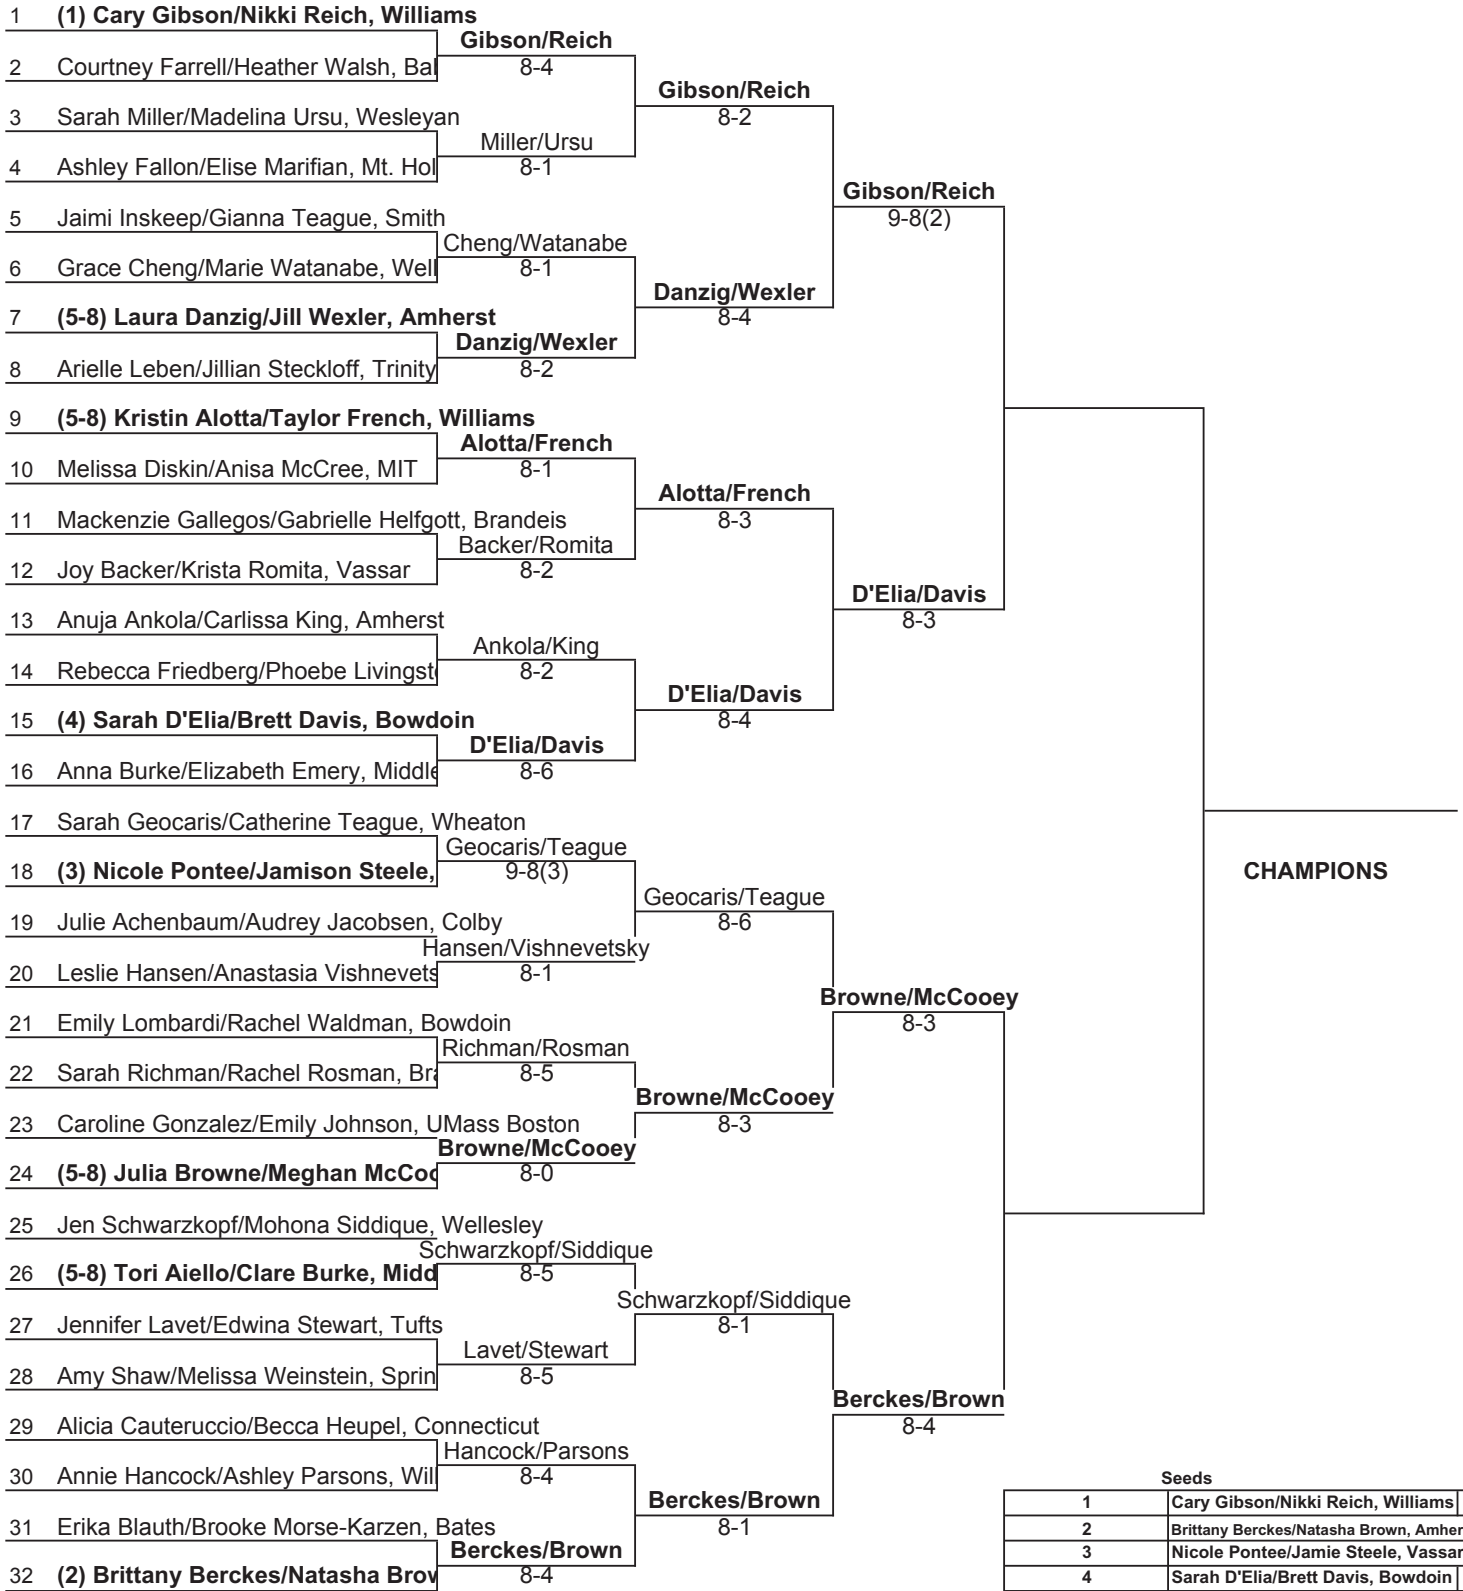 1 (1) Cary Gibson/Nikki Reich, Williams
Gibson/Reich
2 Courtney Farrell/Heather Walsh, Ba
8-4
Gibson/Reich
3 Sarah Miller/Madelina Ursu, Wesleyan
8-2
Miller/Ursu
4 Ashley Fallon/Elise Marifian, Mt. Hol
8-1
Gibson/Reich
5 Jaimi Inskeep/Gianna Teague, Smith
9-8(2)
Cheng/Watanabe
6 Grace Cheng/Marie Watanabe, Well
8-1
Danzig/Wexler
7 (5-8) Laura Danzig/Jill Wexler, Amherst
8-4
Danzig/Wexler
8 Arielle Leben/Jillian Steckloff, Trinity
8-2
9 (5-8) Kristin Alotta/Taylor French, Williams
Alotta/French
10 Melissa Diskin/Anisa McCree, MIT
8-1
Alotta/French
11 Mackenzie Gallegos/Gabrielle Helfgott, Brandeis
8-3
Backer/Romita
12 Joy Backer/Krista Romita, Vassar
8-2
D'Elia/Davis
13 Anuja Ankola/Carlissa King, Amherst
8-3
Ankola/King
14 Rebecca Friedberg/Phoebe Livingst
8-2
D'Elia/Davis
15 (4) Sarah D'Elia/Brett Davis, Bowdoin
8-4
D'Elia/Davis
16 Anna Burke/Elizabeth Emery, Middle
8-6
17 Sarah Geocaris/Catherine Teague, Wheaton
Geocaris/Teague
18 (3) Nicole Pontee/Jamison Steele,
9-8(3)
CHAMPIONS
Geocaris/Teague
19 Julie Achenbaum/Audrey Jacobsen, Colby
8-6
Hansen/Vishnevetsky
20 Leslie Hansen/Anastasia Vishnevets
8-1
Browne/McCooey
21 Emily Lombardi/Rachel Waldman, Bowdoin
8-3
Richman/Rosman
22 Sarah Richman/Rachel Rosman, Bra
8-5
Browne/McCooey
23 Caroline Gonzalez/Emily Johnson, UMass Boston
8-3
Browne/McCooey
24 (5-8) Julia Browne/Meghan McCoo
8-0
25 Jen Schwarzkopf/Mohona Siddique, Wellesley
Schwarzkopf/Siddique
26 (5-8) Tori Aiello/Clare Burke, Midd
8-5
Schwarzkopf/Siddique
27 Jennifer Lavet/Edwina Stewart, Tufts
8-1
Lavet/Stewart
28 Amy Shaw/Melissa Weinstein, Sprin
8-5
Berckes/Brown
29 Alicia Cauteruccio/Becca Heupel, Connecticut
8-4
Hancock/Parsons
30 Annie Hancock/Ashley Parsons, Will
8-4
Seeds
Berckes/Brown
1 Cary Gibson/Nikki Reich, Williams
31 Erika Blauth/Brooke Morse-Karzen, Bates
8-1
2 Brittany Berckes/Natasha Brown, Amher
Berckes/Brown
3 Nicole Pontee/Jamie Steele, Vassar
32 (2) Brittany Berckes/Natasha Brow
8-4
4 Sarah D'Elia/Brett Davis, Bowdoin